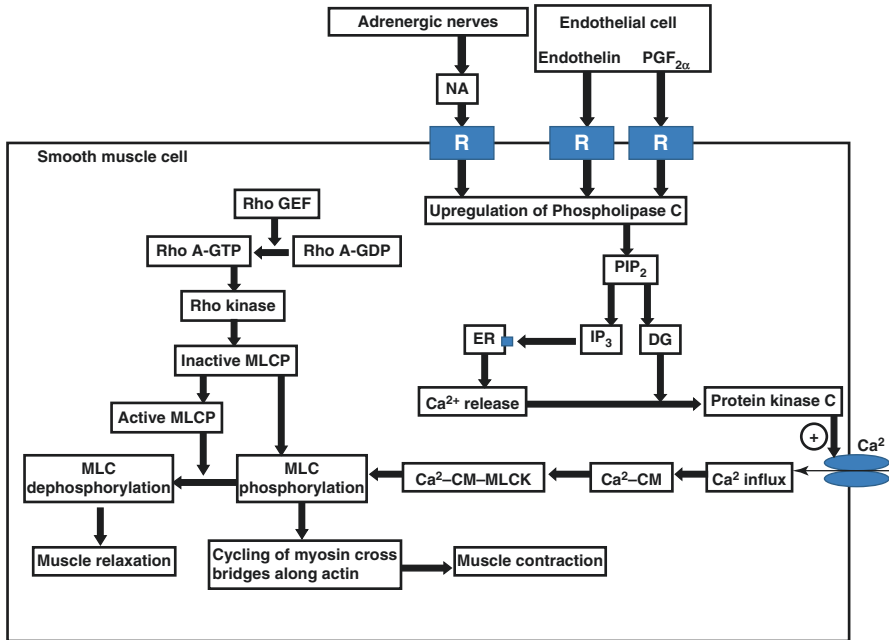 Adrenergic nerves
Endothelial cell
Endothelin PGF2α
NA
R R R
Smooth muscle cell
Rho GEF
Upregulation of Phospholipase C
Rho A-GTP Rho A-GDP
PIP2
Rho kinase
ER IP3 DG
Inactive MLCP
Active MLCP
Ca2+ release
Protein kinase C
+
Ca2
MLC
dephosphorylation
MLC
phosphorylation
Ca2–CM–MLCK
Ca2–CM
Ca2 influx
Muscle relaxation
Cycling of myosin cross
bridges along actin
Muscle contraction